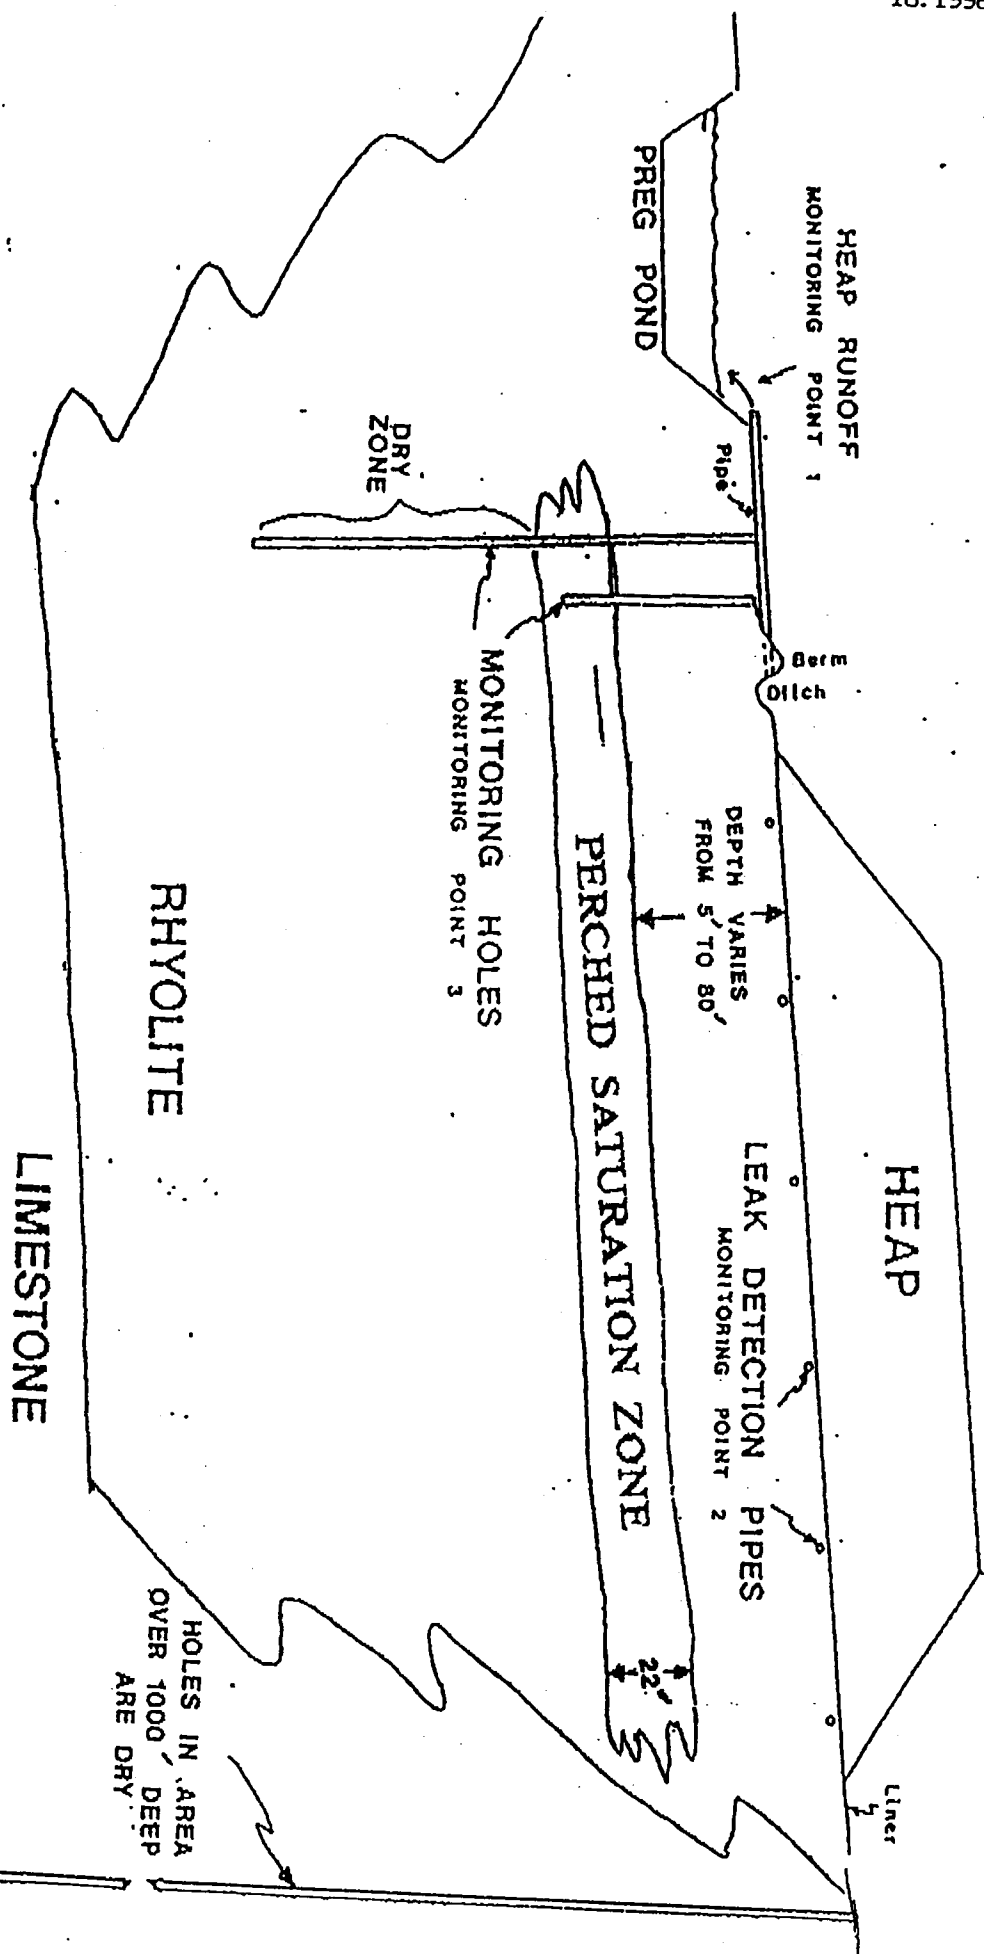 HEAP RUNOFF
MONITORING POINT 1
PREG POND
Pipe
Berm
Ditch
HEAP
Liner
DRY
ZONE
DEPTH VARIES
FROM 5' TO 80'
LEAK DETECTION PIPES
MONITORING POINT 2
PERCHED SATURATION ZONE
22'
MONITORING HOLES
MONITORING POINT 3
RHYOLITE
LIMESTONE
HOLES IN AREA
OVER 1000' DEEP
ARE DRY